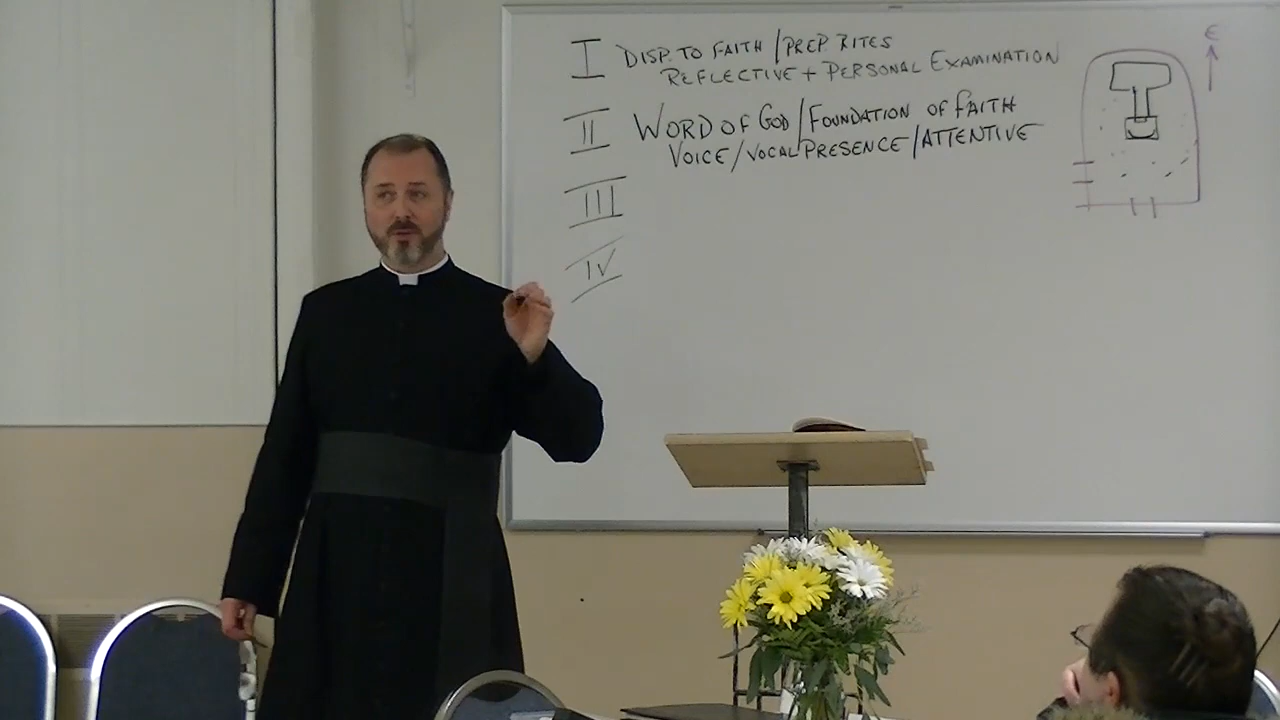 I DISP. TO FAITH / PREP RITES
REFLECTIVE + PERSONAL EXAMINATION
II WORD OF GOD / FOUNDATION OF FAITH
VOICE / VOCAL PRESENCE / ATTENTIVE
III
IV